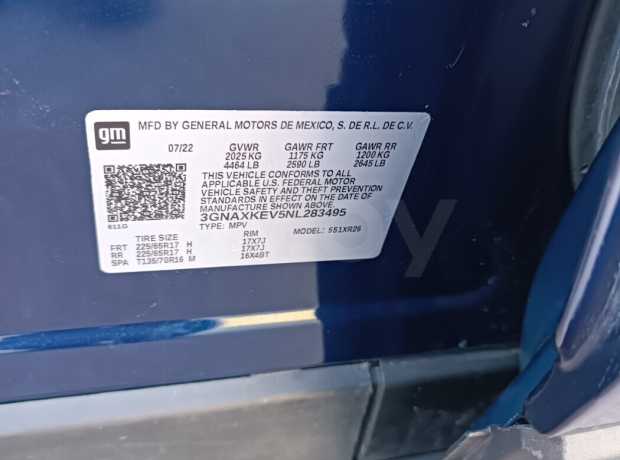 gm
MFD BY GENERAL MOTORS DE MEXICO, S. DE R.L. DE C.V.
07/22 GVWR GAWR FRT GAWR RR
2025 KG 1175 KG 1200 KG
4464 LB 2590 LB 2645 LB
THIS VEHICLE CONFORMS TO ALL
APPLICABLE U.S. FEDERAL MOTOR
VEHICLE SAFETY AND THEFT PREVENTION
STANDARDS IN EFFECT ON THE DATE OF
MANUFACTURE SHOWN ABOVE.
3GNAXKEV5NL283495
TYPE: MPV MODEL: 551XR26
611G
TIRE SIZE RIM
FRT 225/65R17 H 17X7J
RR 225/65R17 H 17X7J
SPA T135/70R16 M 16X4BT